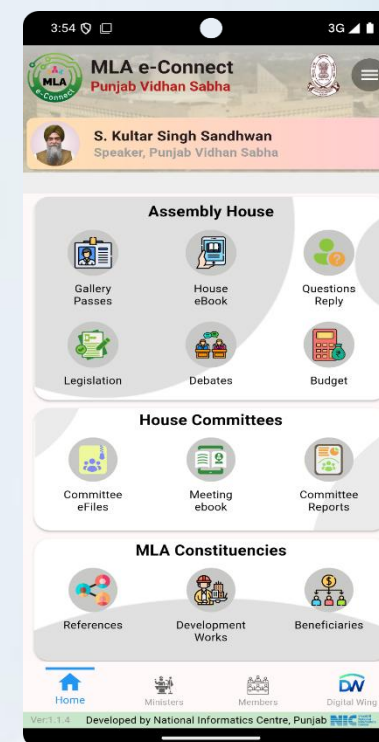 3:54
3G
MLA
e-Connect
MLA e-Connect
Punjab Vidhan Sabha
S. Kultar Singh Sandhwan
Speaker, Punjab Vidhan Sabha
Assembly House
Gallery
Passes
House
eBook
Questions
Reply
Legislation
Debates
Budget
House Committees
Committee
eFiles
Meeting
ebook
Committee
Reports
MLA Constituencies
References
Development
Works
Beneficiaries
Home
Ministers
Members
Digital Wing
Ver:1.1.4
Developed by National Informatics Centre, Punjab
NIC